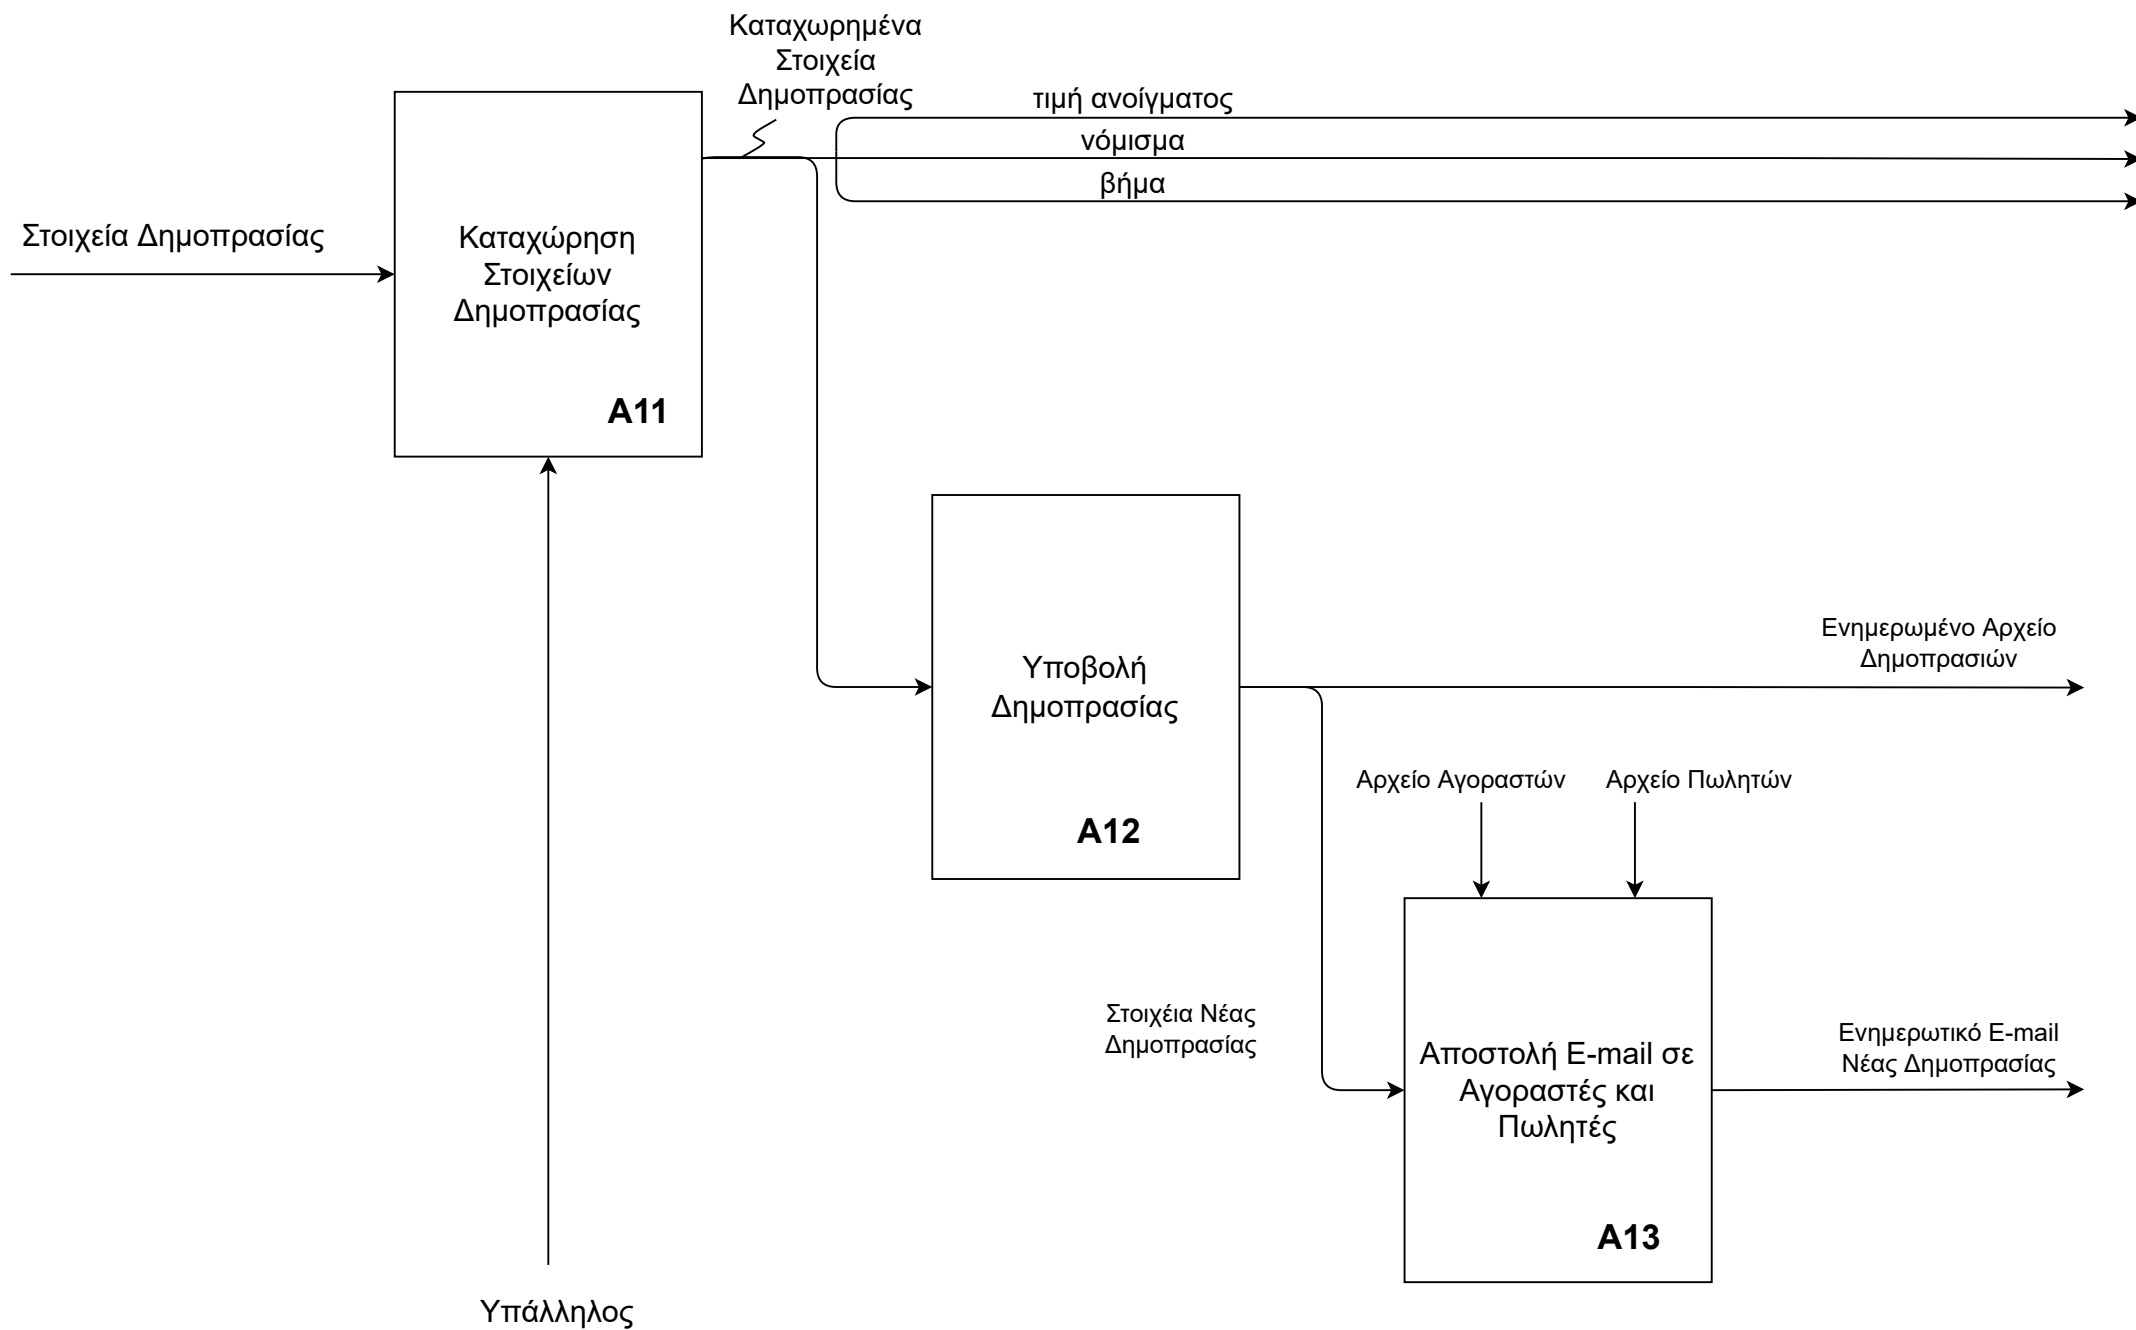 Καταχωρημένα
Στοιχεία
Δημοπρασίας
τιμή ανοίγματος
νόμισμα
βήμα
Στοιχεία Δημοπρασίας
Καταχώρηση
Στοιχείων
Δημοπρασίας
A11
Υποβολή
Δημοπρασίας
A12
Ενημερωμένο Αρχείο
Δημοπρασιών
Αρχείο Αγοραστών
Αρχείο Πωλητών
Στοιχέια Νέας
Δημοπρασίας
Αποστολή E-mail σε
Αγοραστές και
Πωλητές
A13
Ενημερωτικό E-mail
Νέας Δημοπρασίας
Υπάλληλος